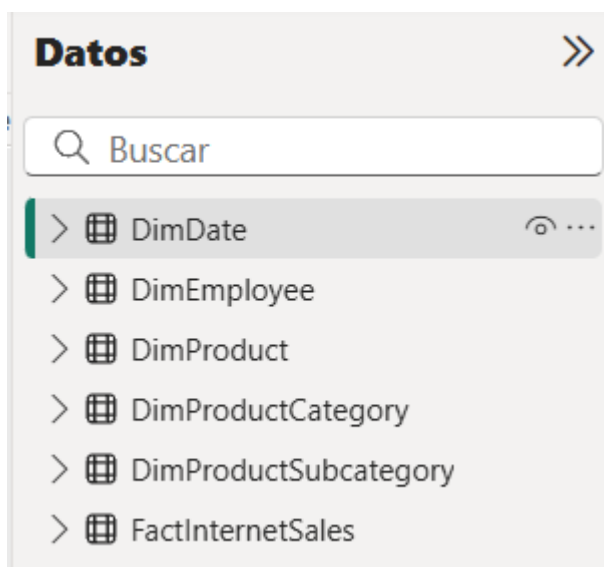 Datos
Buscar
DimDate
DimEmployee
DimProduct
DimProductCategory
DimProductSubcategory
FactInternetSales